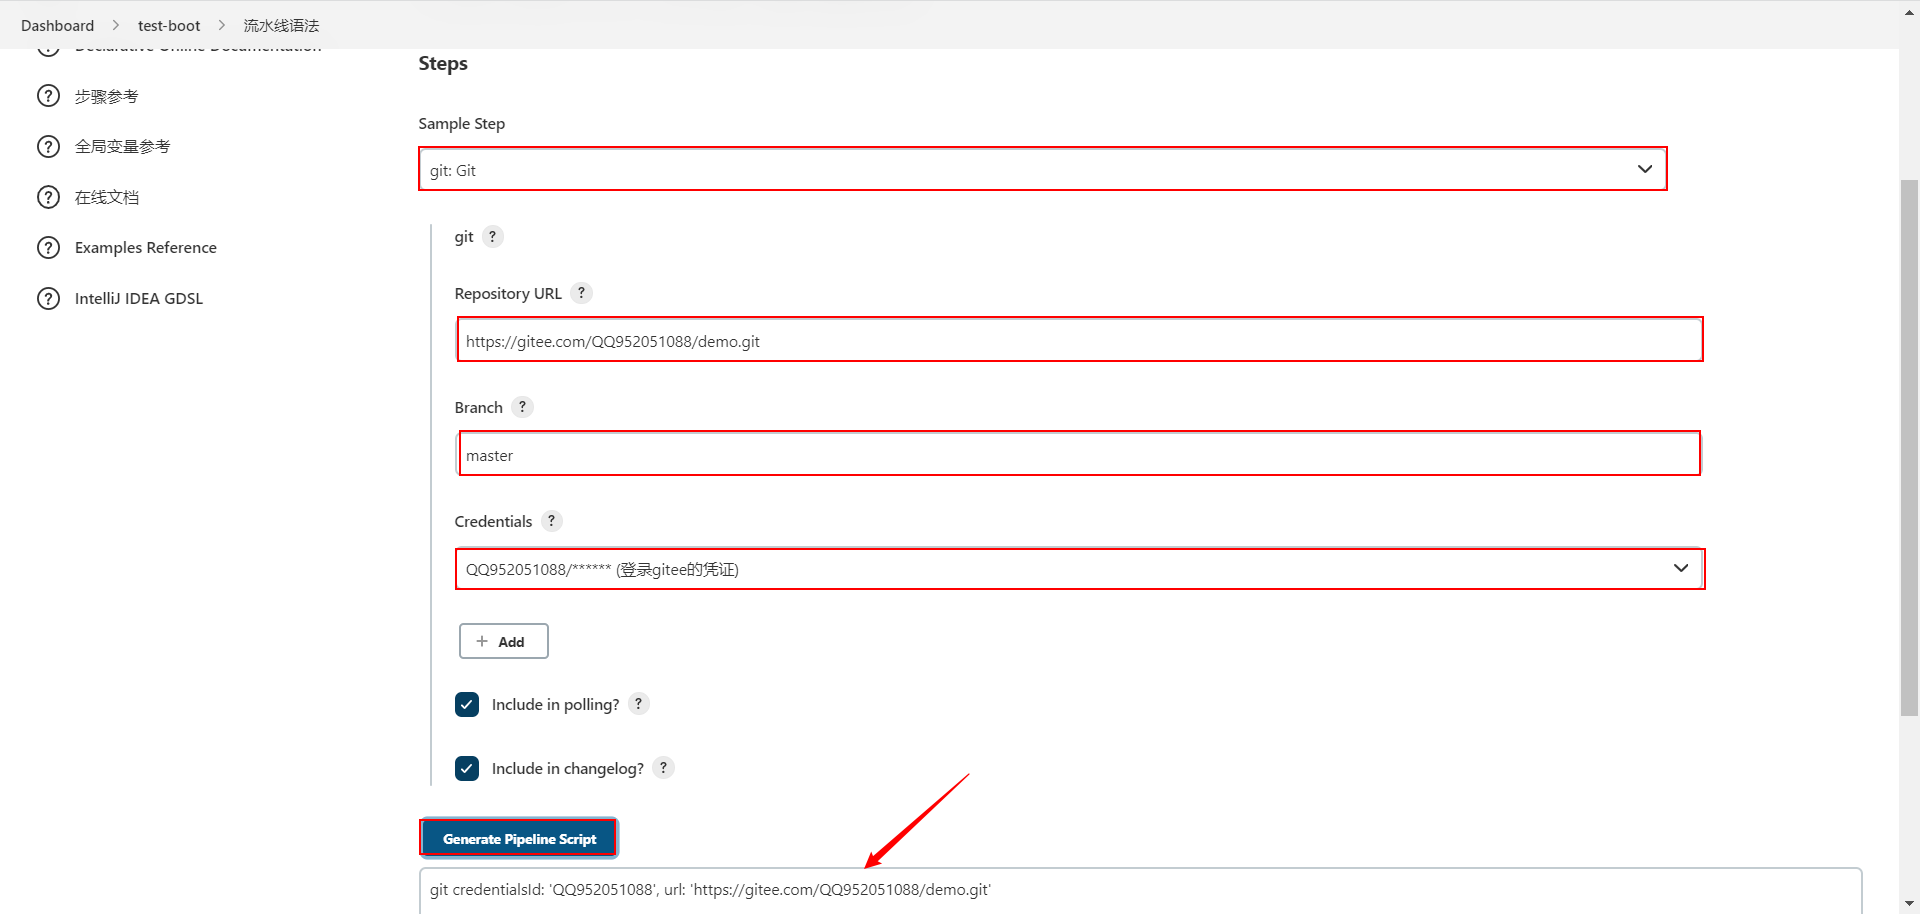 Dashboard > test-boot > 流水线语法
Declarative Online Documentation
步骤参考
全局变量参考
在线文档
Examples Reference
IntelliJ IDEA GDSL
Steps
Sample Step
git: Git
git ?
Repository URL ?
https://gitee.com/QQ952051088/demo.git
Branch ?
master
Credentials ?
QQ952051088/****** (登录gitee的凭证)
+ Add
Include in polling? ?
Include in changelog? ?
Generate Pipeline Script
git credentialsId: 'QQ952051088', url: 'https://gitee.com/QQ952051088/demo.git'